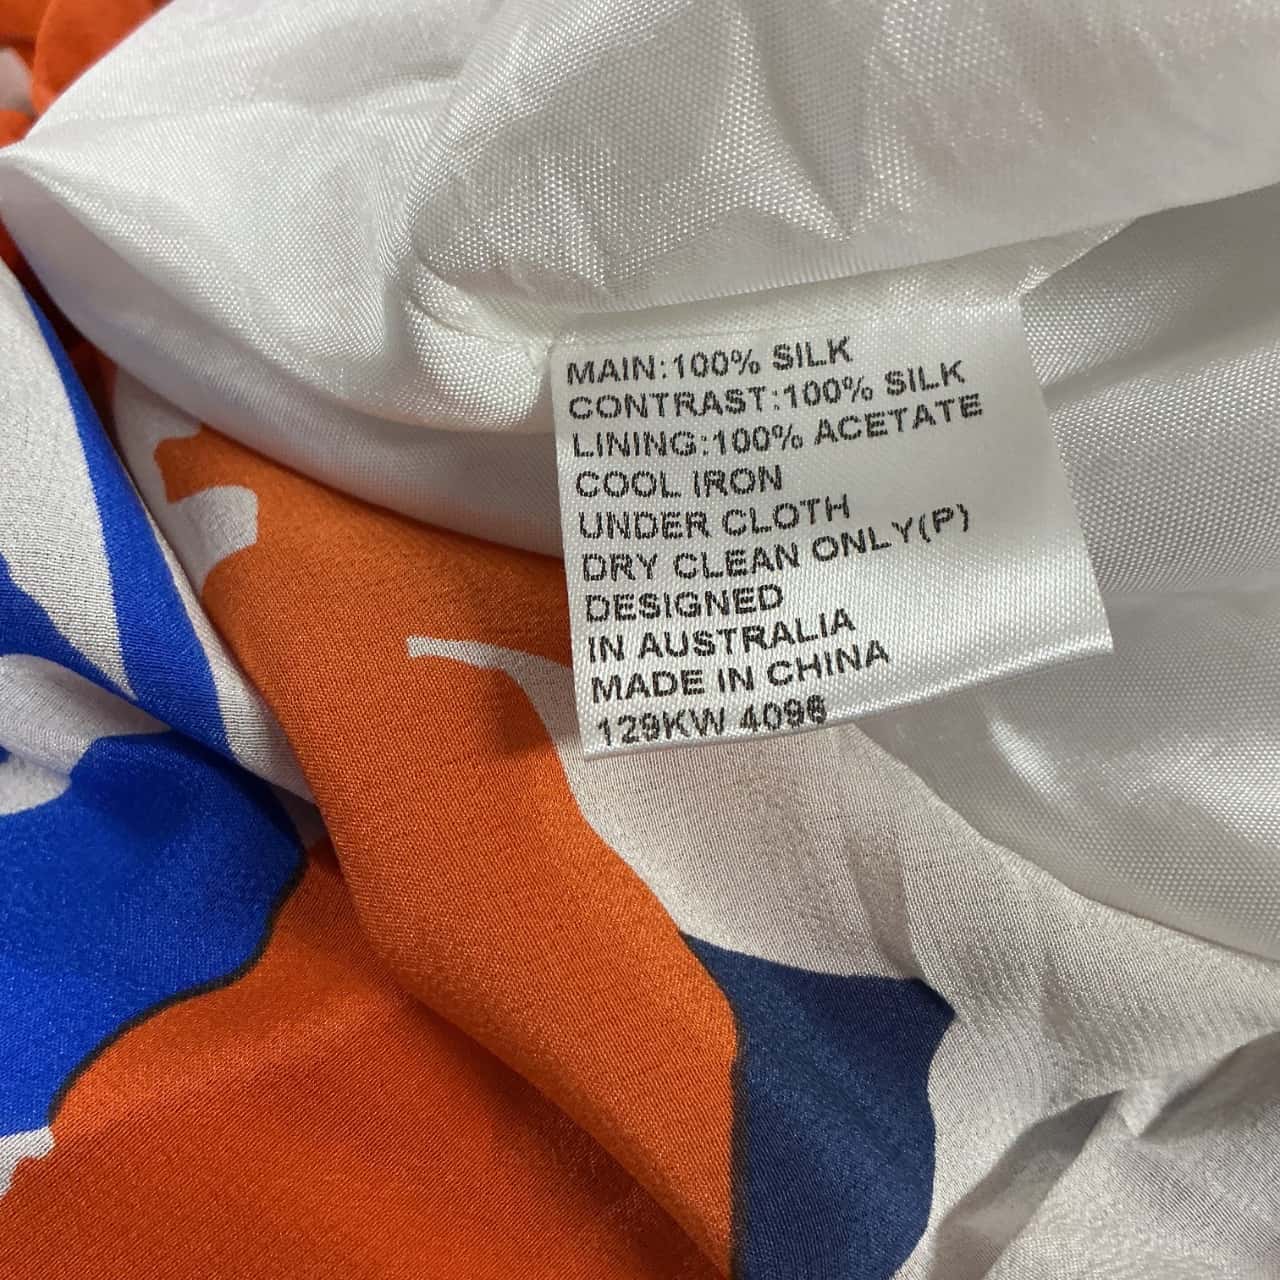 MAIN:100% SILK
CONTRAST:100% SILK
LINING:100% ACETATE
COOL IRON
UNDER CLOTH
DRY CLEAN ONLY(P)
DESIGNED
IN AUSTRALIA
MADE IN CHINA
129KW 4096